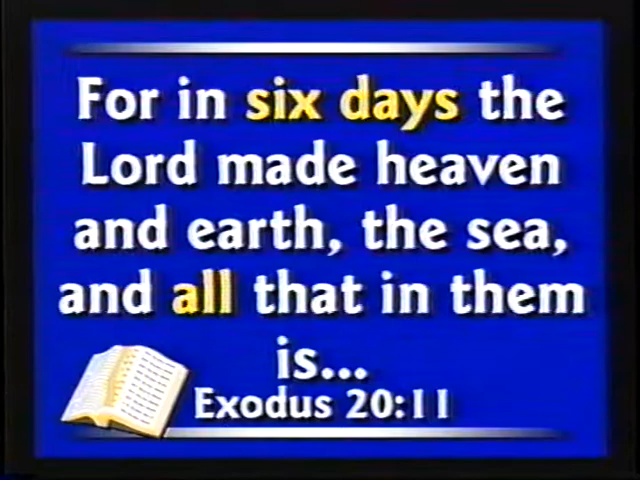 For in six days the
Lord made heaven
and earth, the sea,
and all that in them
is...
Exodus 20:11